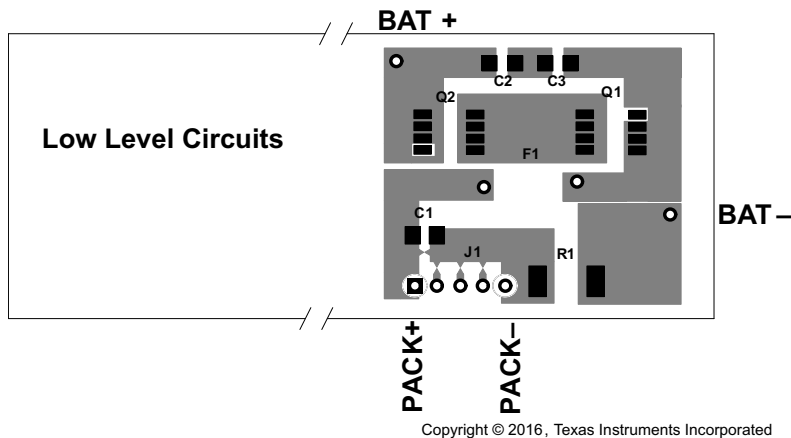 BAT +
C2 C3
Q2 Q1
Low Level Circuits
F1
C1
BAT–
J1 R1
PACK+
PACK–
Copyright © 2016, Texas Instruments Incorporated